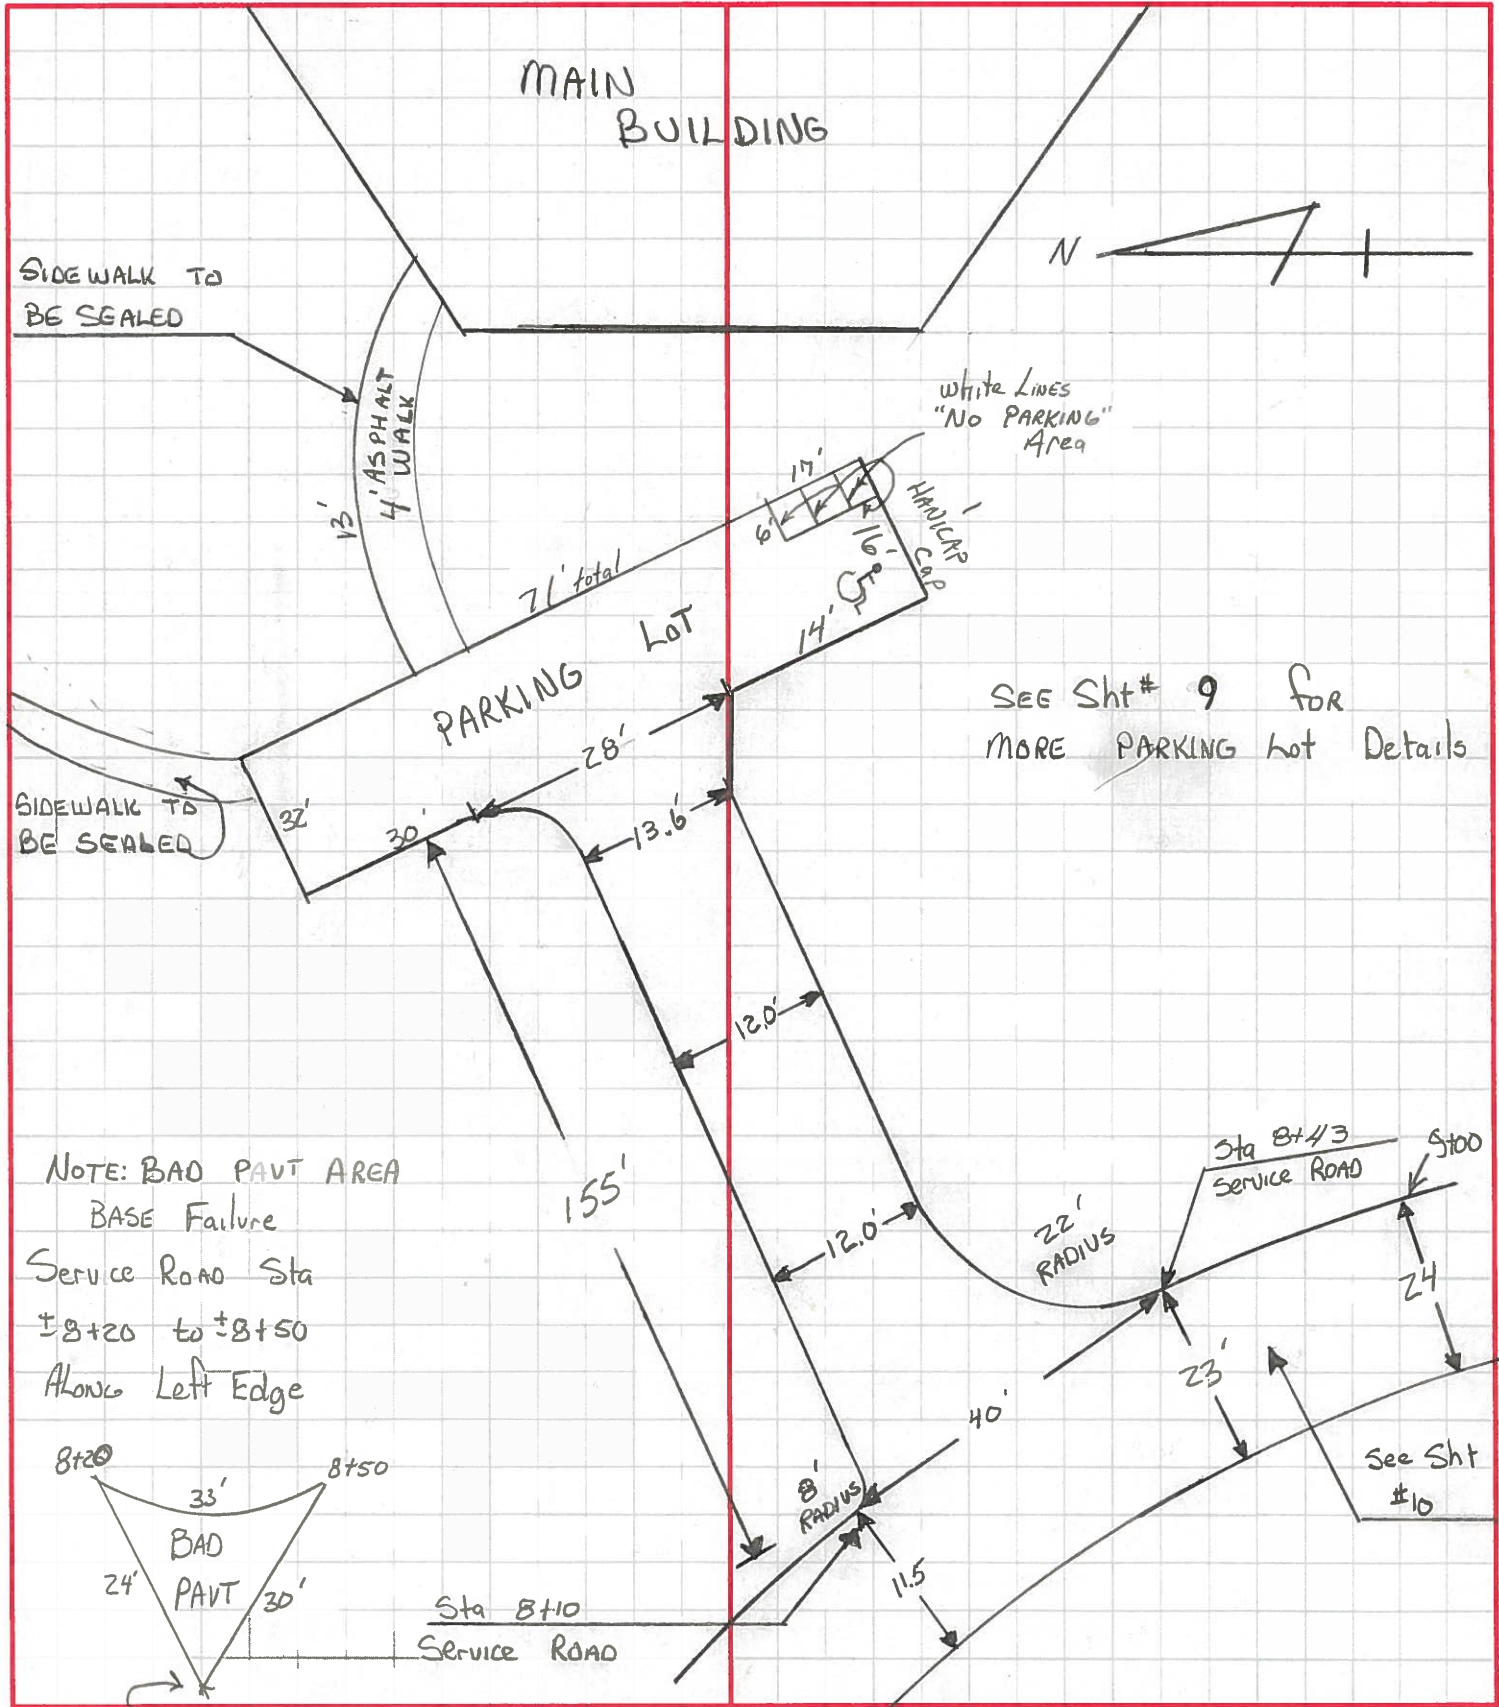 MAIN
BUILDING
N
SIDEWALK TO
BE SEALED
4' ASPHALT
WALK
13'
White Lines
"No PARKING"
Area
17'
6'
16'
HANICAP
Cap
14'
71' total
PARKING LOT
28'
SEE Sht# 9 for
MORE PARKING Lot Details
SIDEWALK TO
BE SEALED
32'
30'
13.6'
12.0'
155'
12.0'
NOTE: BAD PAVT AREA
BASE Failure
Service ROAD Sta
±8+20 to ±8+50
ALONG Left Edge
Sta 8+43
Service ROAD
9+00
22'
RADIUS
24
23'
40'
See Sht
#10
8'
RADIUS
11.5
8+20
8+50
33'
BAD
PAVT
24'
30'
Sta 8+10
Service ROAD